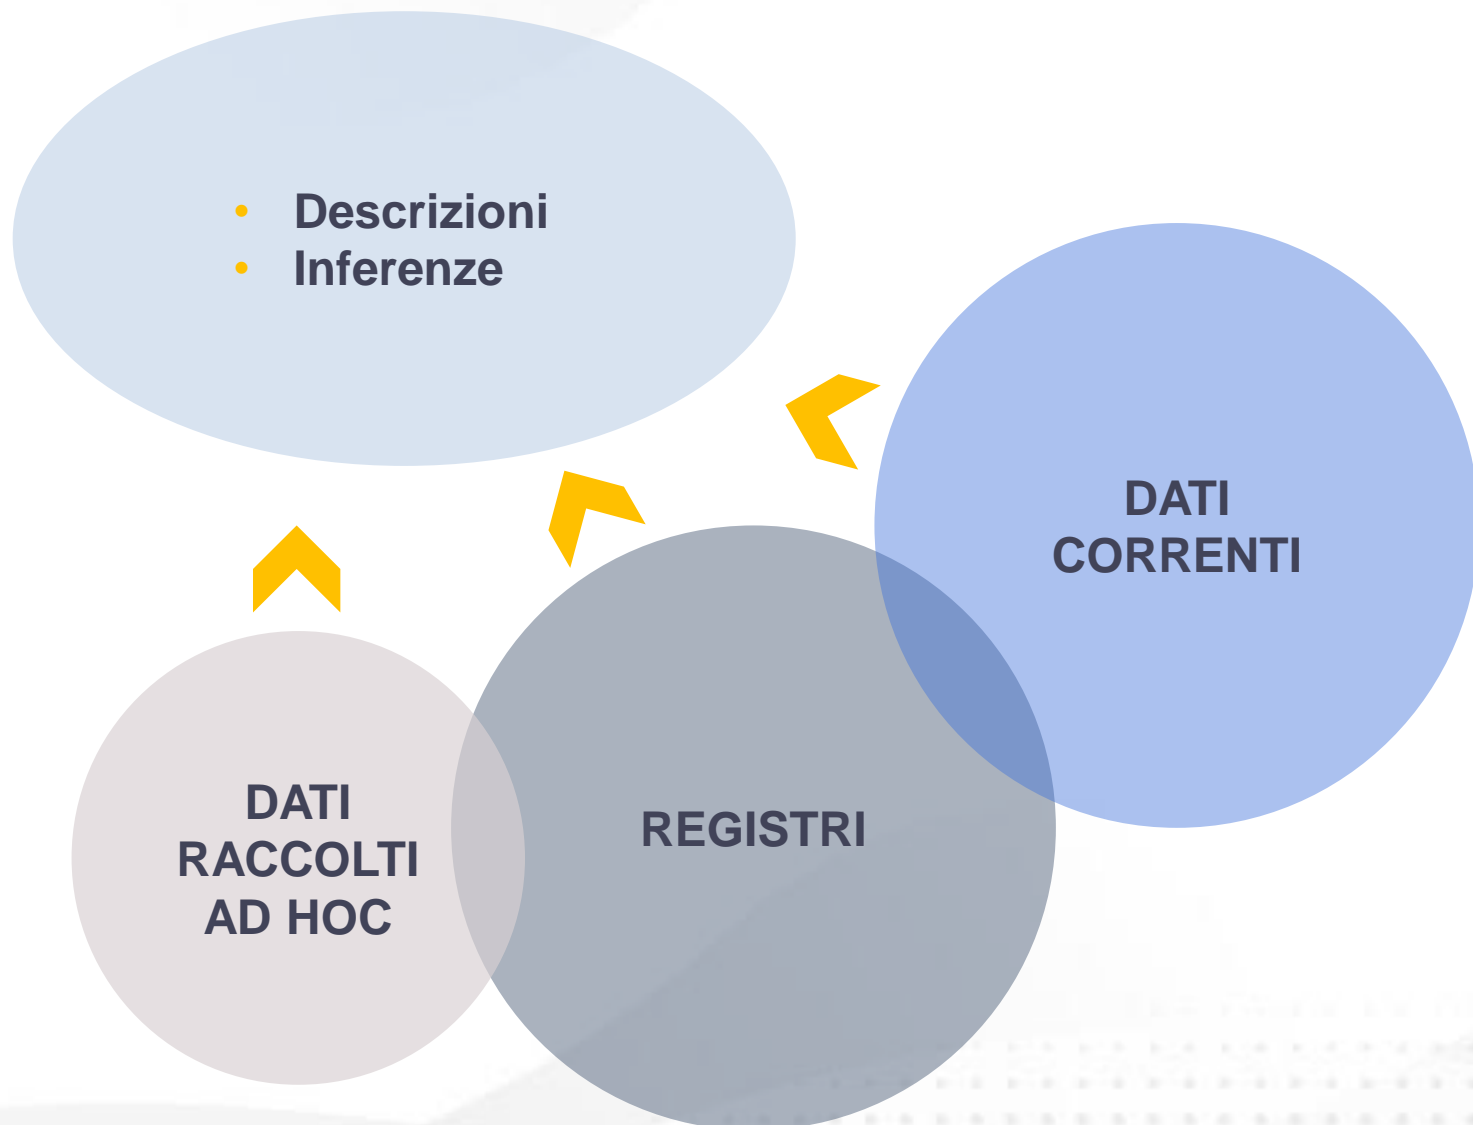 • Descrizioni
• Inferenze
DATI
CORRENTI
DATI
RACCOLTI
AD HOC
REGISTRI